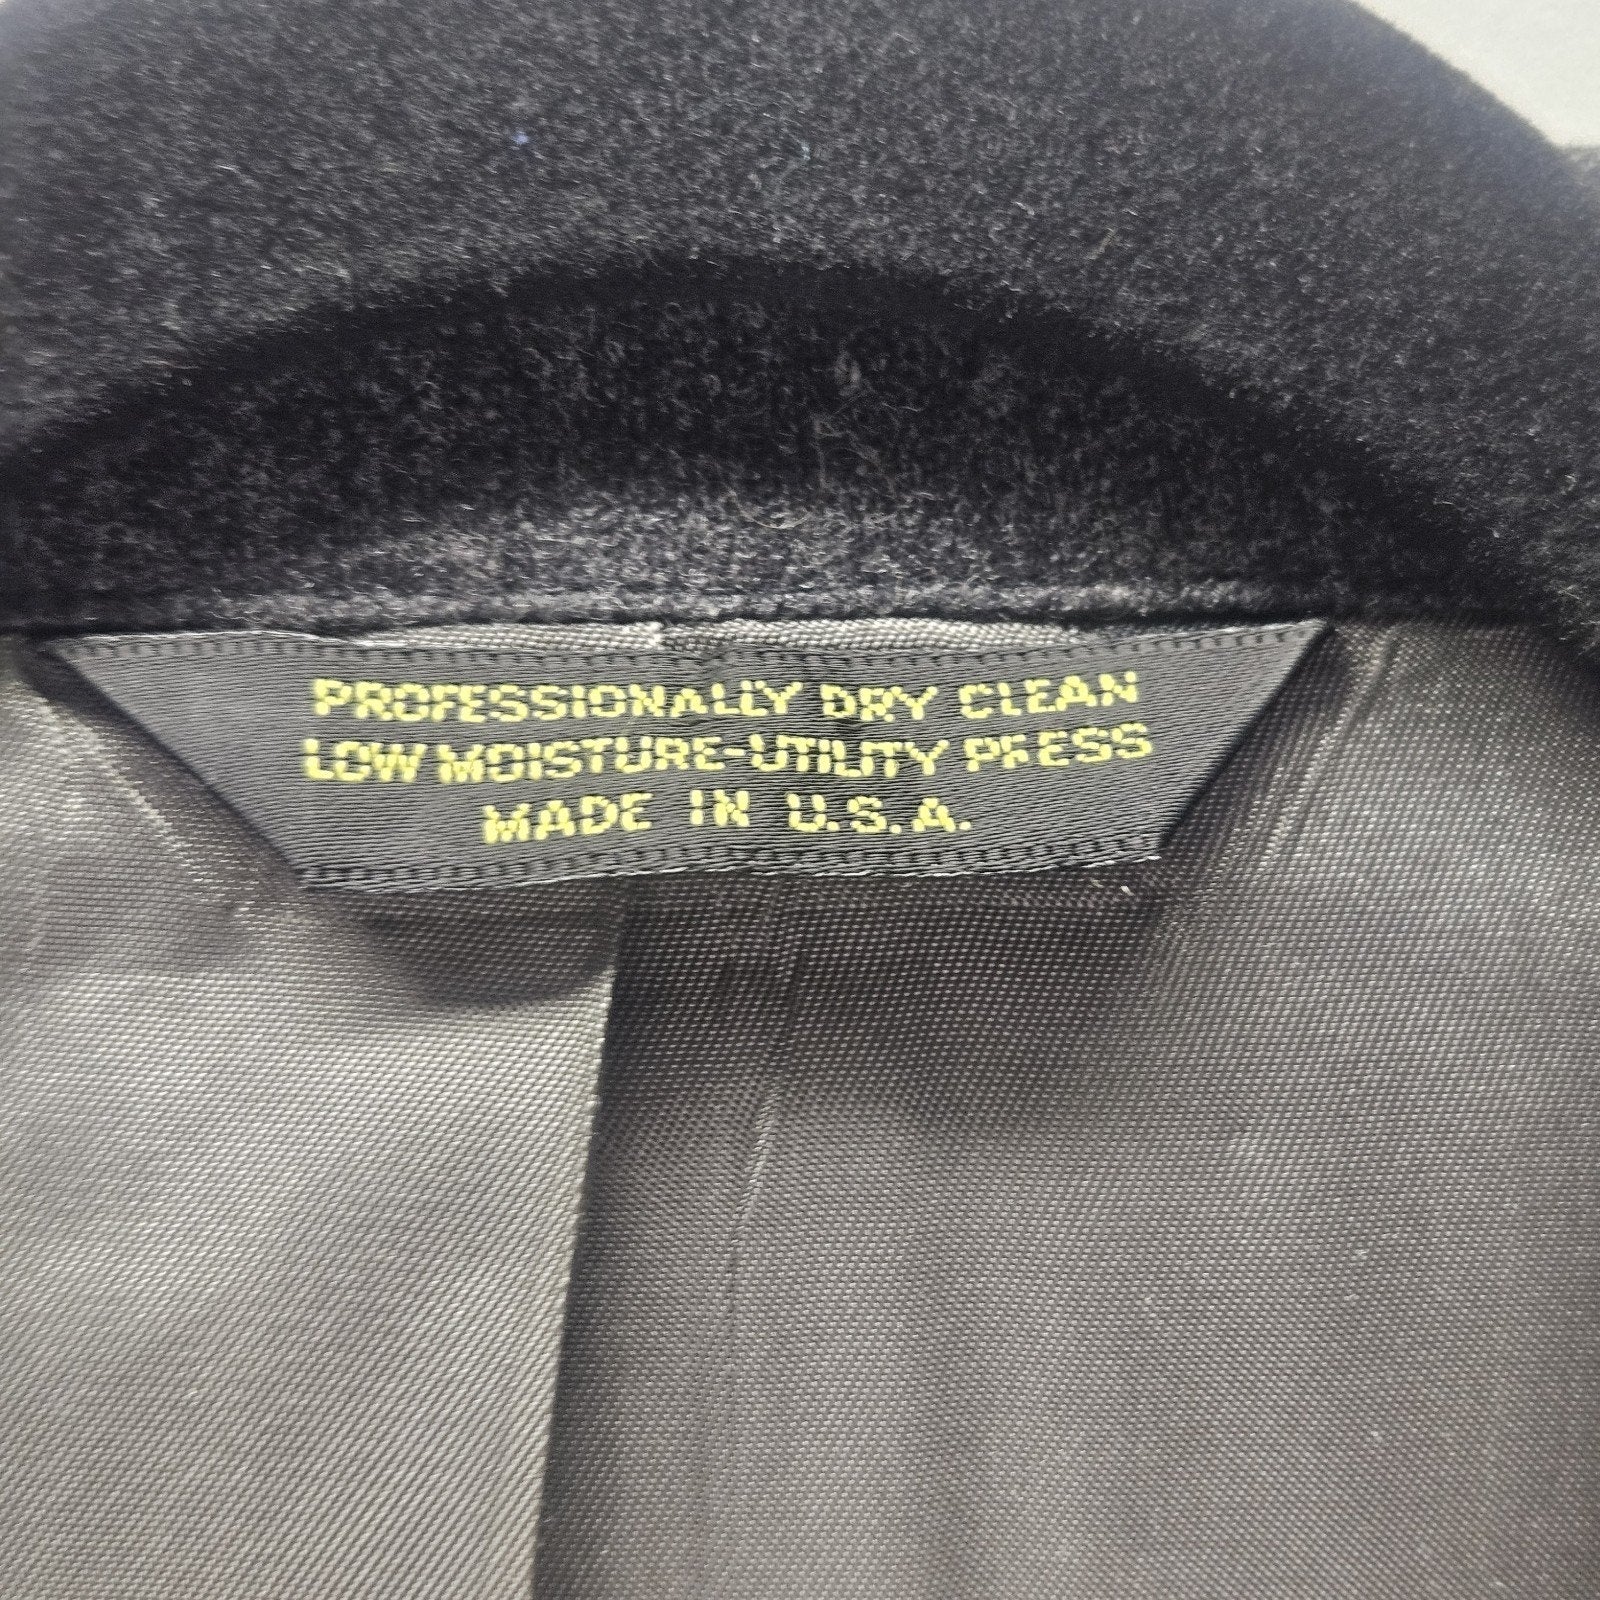 PROFESSIONALLY DRY CLEAN
LOW MOISTURE-UTILITY PRESS
MADE IN U.S.A.